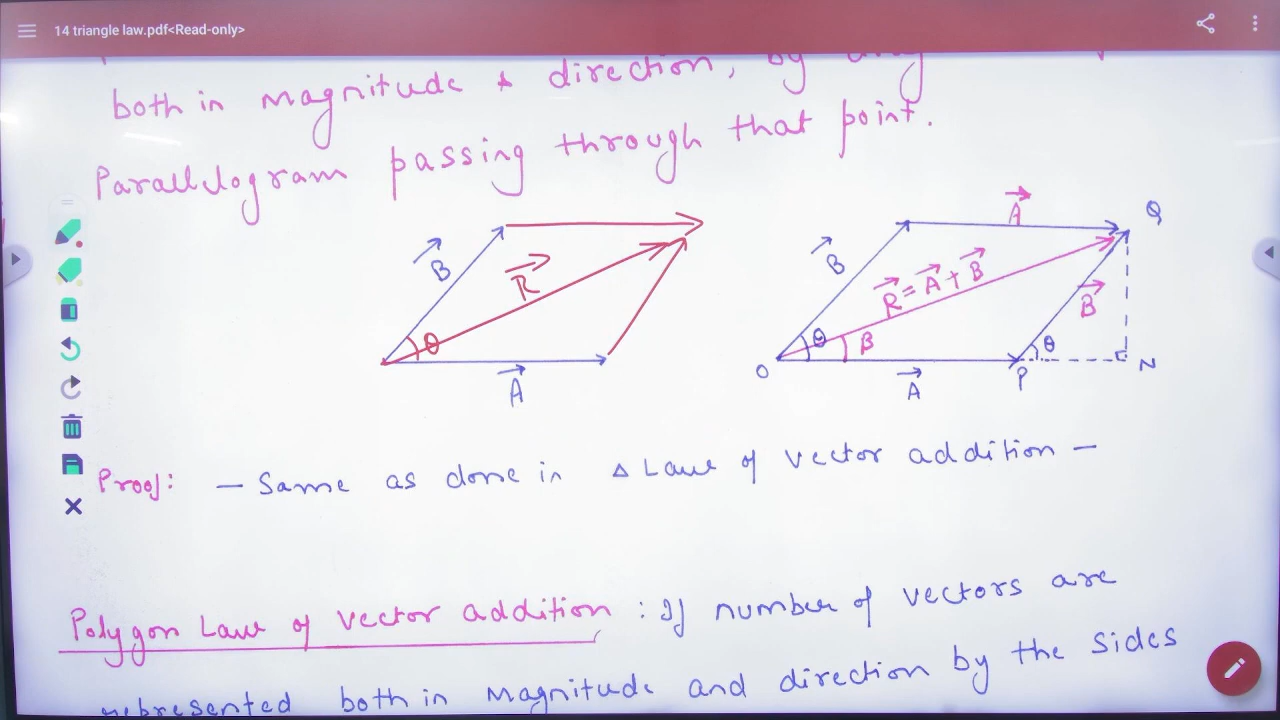 14 triangle law.pdf<Read-only>
both in magnitude & direction, by
Parallelogram passing through that point.
B
R
θ
A
A
Q
B
R = A + B
B
θ
β
θ
O
A
P
N
Proof: — Same as done in Δ Law of vector addition —
Polygon Law of vector addition : If number of vectors are
represented both in magnitude and direction by the sides